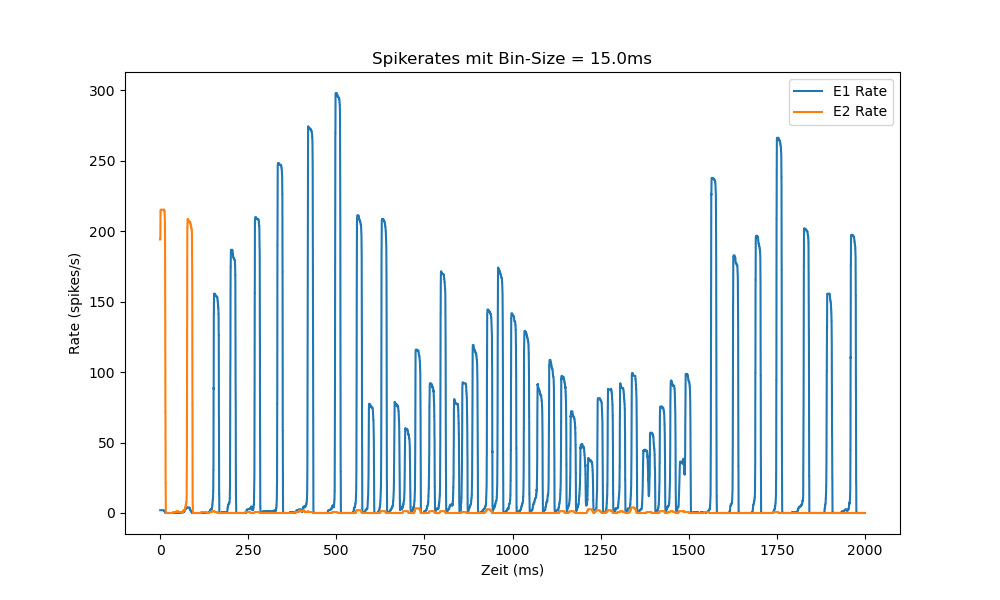 Spikerates mit Bin-Size = 15.0ms
E1 Rate
E2 Rate
Rate (spikes/s)
300
250
200
150
100
50
0
0 250 500 750 1000 1250 1500 1750 2000
Zeit (ms)